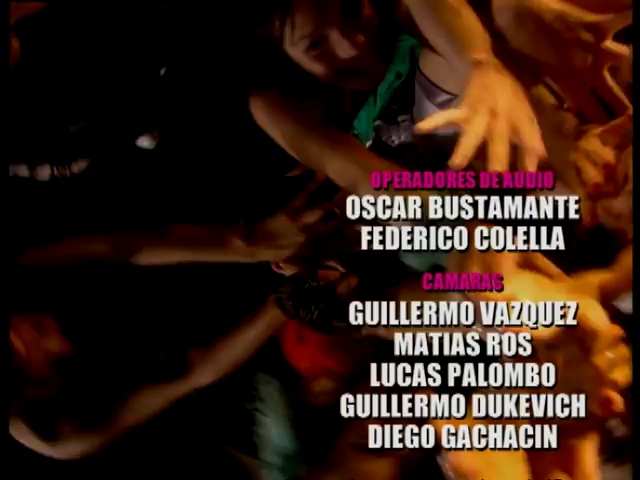 OPERADORES DE AUDIO
OSCAR BUSTAMANTE
FEDERICO COLELLA
CAMARAS
GUILLERMO VAZQUEZ
MATIAS ROS
LUCAS PALOMBO
GUILLERMO DUKEVICH
DIEGO GACHACIN